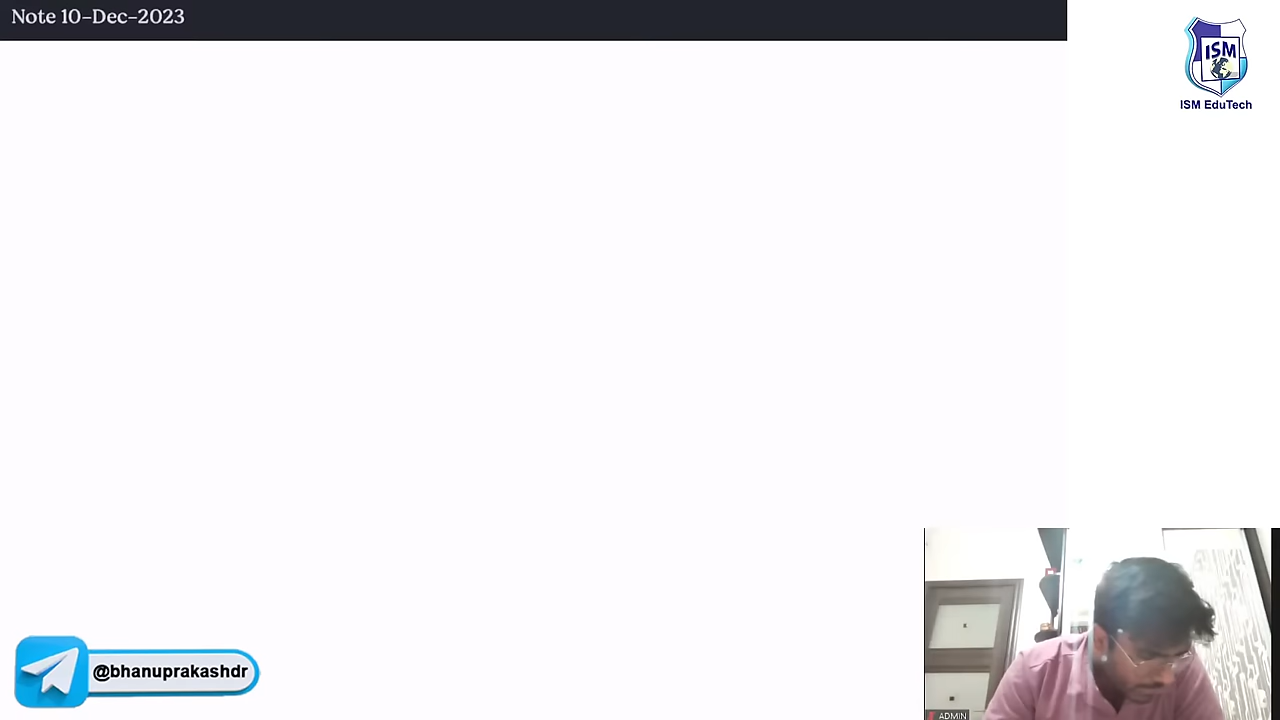 Note 10-Dec-2023
ISM
ISM EduTech
@bhanuprakashdr
ADMIN